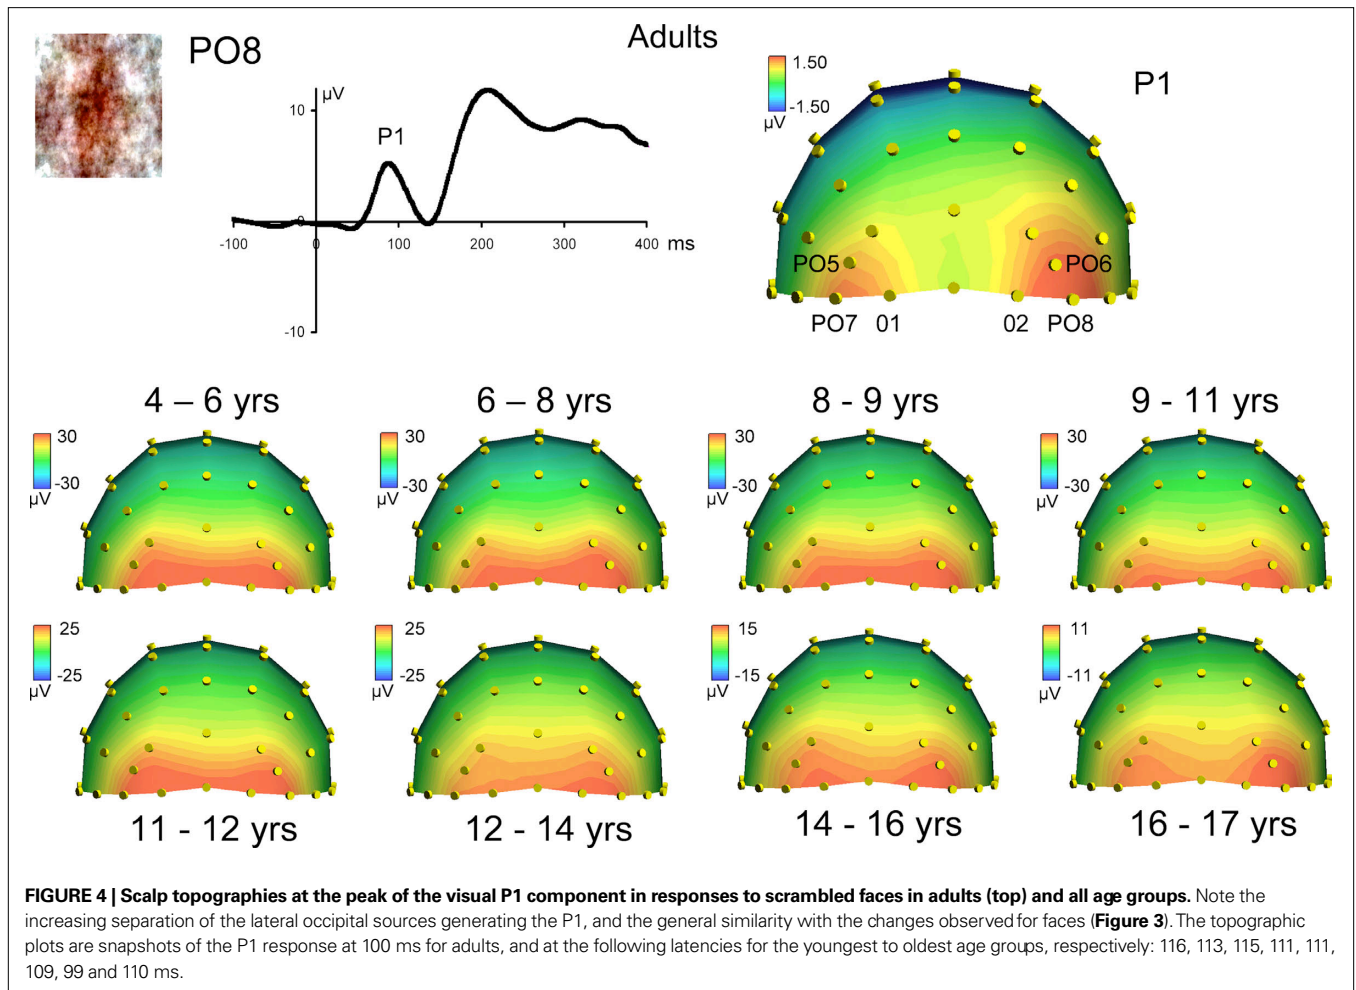 PO8
Adults
µV
10
P1
0
-100
0
100
200
300
400
ms
-10
1.50
-1.50
µV
P1
PO5
PO6
PO7
01
02
PO8
4 – 6 yrs
6 – 8 yrs
8 - 9 yrs
9 - 11 yrs
30
-30
µV
30
-30
µV
30
-30
µV
30
-30
µV
25
-25
µV
25
-25
µV
15
-15
µV
11
-11
µV
11 - 12 yrs
12 - 14 yrs
14 - 16 yrs
16 - 17 yrs
FIGURE 4 | Scalp topographies at the peak of the visual P1 component in responses to scrambled faces in adults (top) and all age groups. Note the
increasing separation of the lateral occipital sources generating the P1, and the general similarity with the changes observed for faces (Figure 3). The topographic
plots are snapshots of the P1 response at 100 ms for adults, and at the following latencies for the youngest to oldest age groups, respectively: 116, 113, 115, 111, 111,
109, 99 and 110 ms.